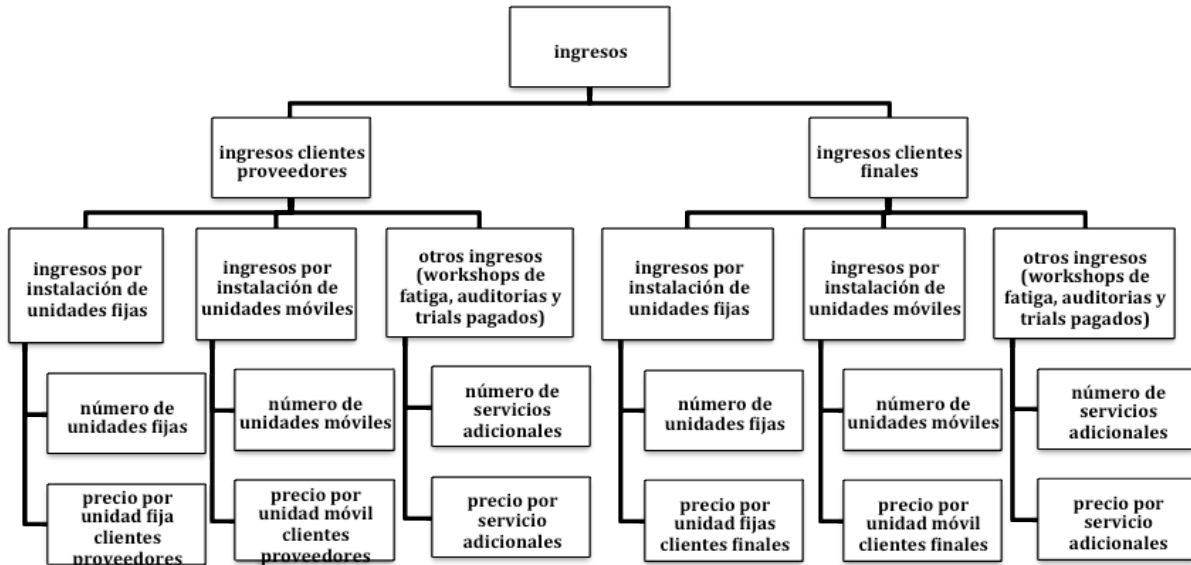 ingresos
ingresos clientes
proveedores
ingresos clientes
finales
ingresos por
instalación de
unidades fijas
ingresos por
instalación de
unidades móviles
otros ingresos
(workshops de
fatiga, auditorias y
trials pagados)
ingresos por
instalación de
unidades fijas
ingresos por
instalación de
unidades móviles
otros ingresos
(workshops de
fatiga, auditorias y
trials pagados)
número de
unidades fijas
número de
unidades móviles
número de
servicios
adicionales
número de
unidades fijas
número de
unidades móviles
número de
servicios
adicionales
precio por
unidad fija
clientes
proveedores
precio por
unidad móvil
clientes
proveedores
precio por
servicio
adicionales
precio por
unidad fijas
clientes finales
precio por
unidad móvil
clientes finales
precio por
servicio
adicionales